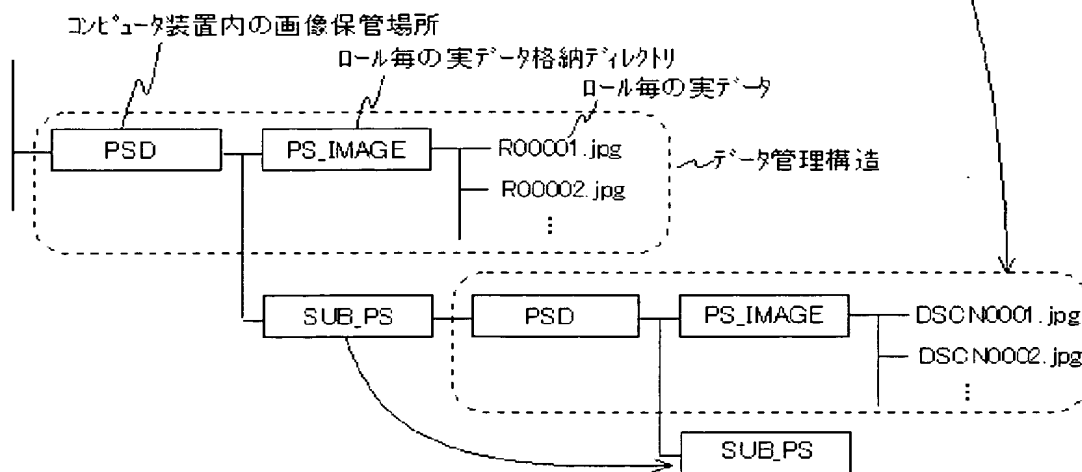 コンピュータ装置内の画像保管場所
ロール毎の実データ格納ディレクトリ
ロール毎の実データ
PSD
PS_IMAGE
R00001.jpg
データ管理構造
R00002.jpg
⋮
SUB_PS
PSD
PS_IMAGE
DSCN0001.jpg
DSCN0002.jpg
⋮
SUB_PS